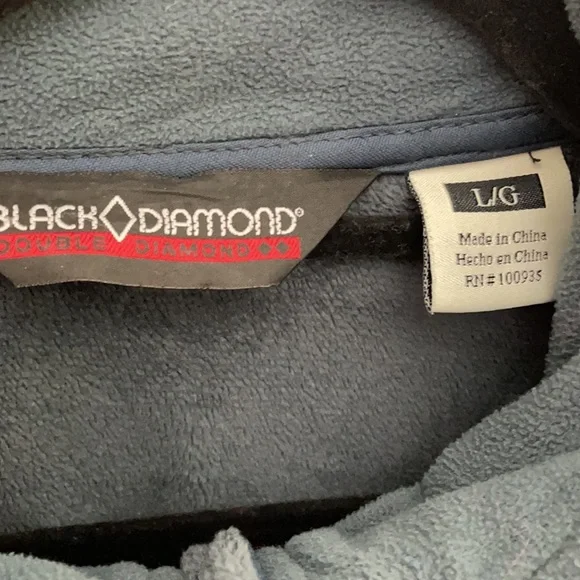 BLACK◇DIAMOND®
DOUBLE DIAMOND
L/G
Made in China
Hecho en China
RN#100935